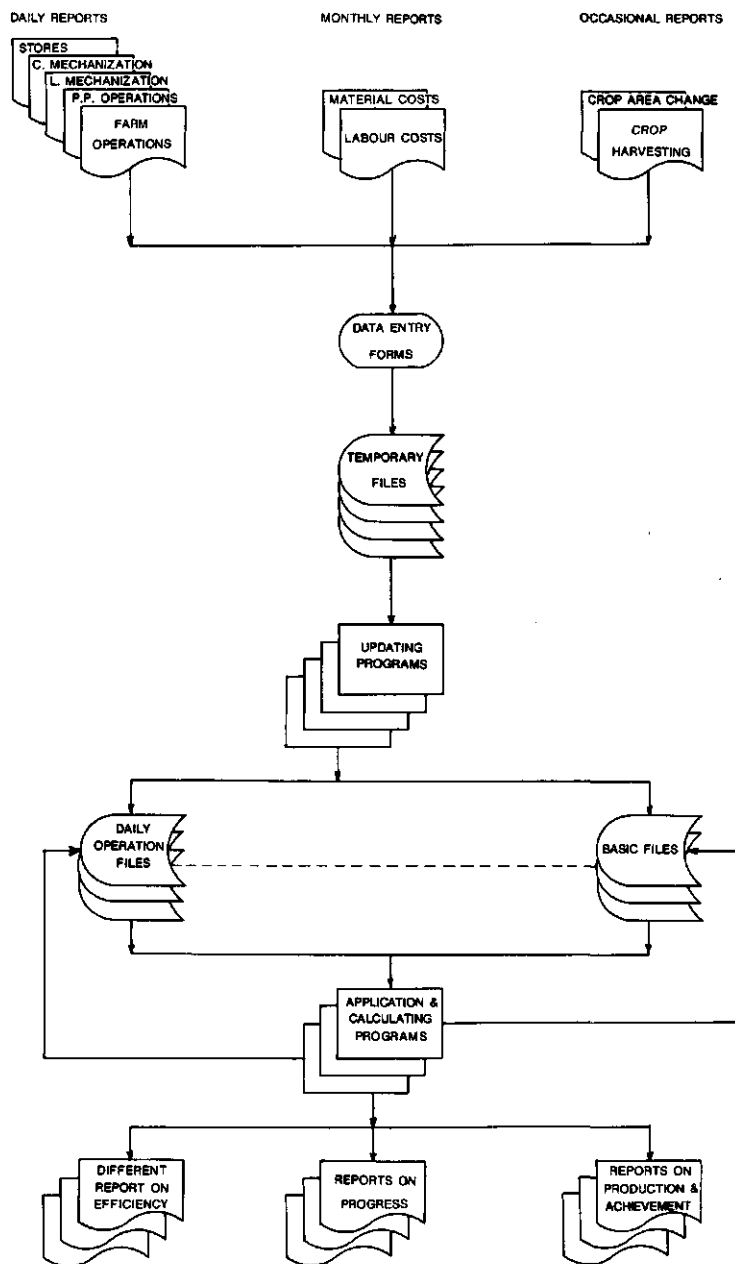 DAILY REPORTS
MONTHLY REPORTS
OCCASIONAL REPORTS
STORES
C. MECHANIZATION
L. MECHANIZATION
P.P. OPERATIONS
FARM
OPERATIONS
MATERIAL COSTS
LABOUR COSTS
CROP AREA CHANGE
CROP
HARVESTING
DATA ENTRY
FORMS
TEMPORARY
FILES
UPDATING
PROGRAMS
DAILY
OPERATION
FILES
BASIC FILES
APPLICATION &
CALCULATING
PROGRAMS
DIFFERENT
REPORT ON
EFFICIENCY
REPORTS ON
PROGRESS
REPORTS ON
PRODUCTION &
ACHIEVEMENT